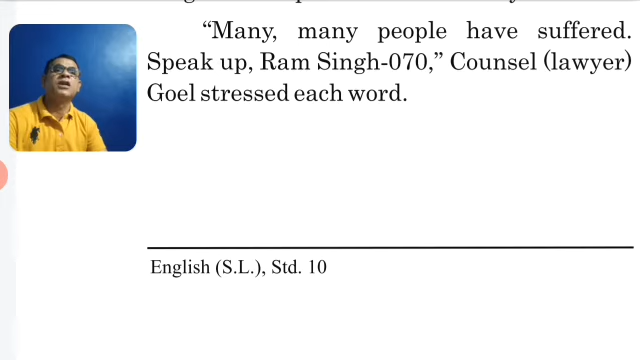 “Many, many people have suffered.
Speak up, Ram Singh-070,” Counsel (lawyer)
Goel stressed each word.
English (S.L.), Std. 10